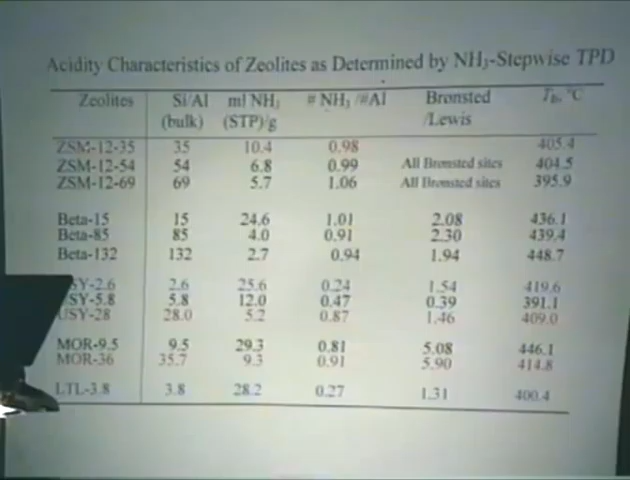 Acidity Characteristics of Zeolites as Determined by NH3-Stepwise TPD
Zeolites Si/Al ml NH3 # NH3 /#Al Bronsted
(bulk) (STP)/g /Lewis
ZSM-12-35 35 10.4 0.98 405.4
ZSM-12-54 54 6.8 0.99 All Bronsted sites 404.5
ZSM-12-69 69 5.7 1.06 All Bronsted sites 395.9
Beta-15 15 24.6 1.01 2.08 436.1
Beta-85 85 4.0 0.91 2.30 439.4
Beta-132 132 2.7 0.94 1.94 448.7
SY-2.6 2.6 25.6 0.24 1.54 419.6
SY-5.8 5.8 12.0 0.47 0.39 391.1
USY-28 28.0 5.2 0.87 1.46 409.0
MOR-9.5 9.5 29.3 0.81 5.08 446.1
MOR-36 35.7 9.3 0.91 5.90 414.8
LTL-3.8 3.8 28.2 0.27 1.31 400.4